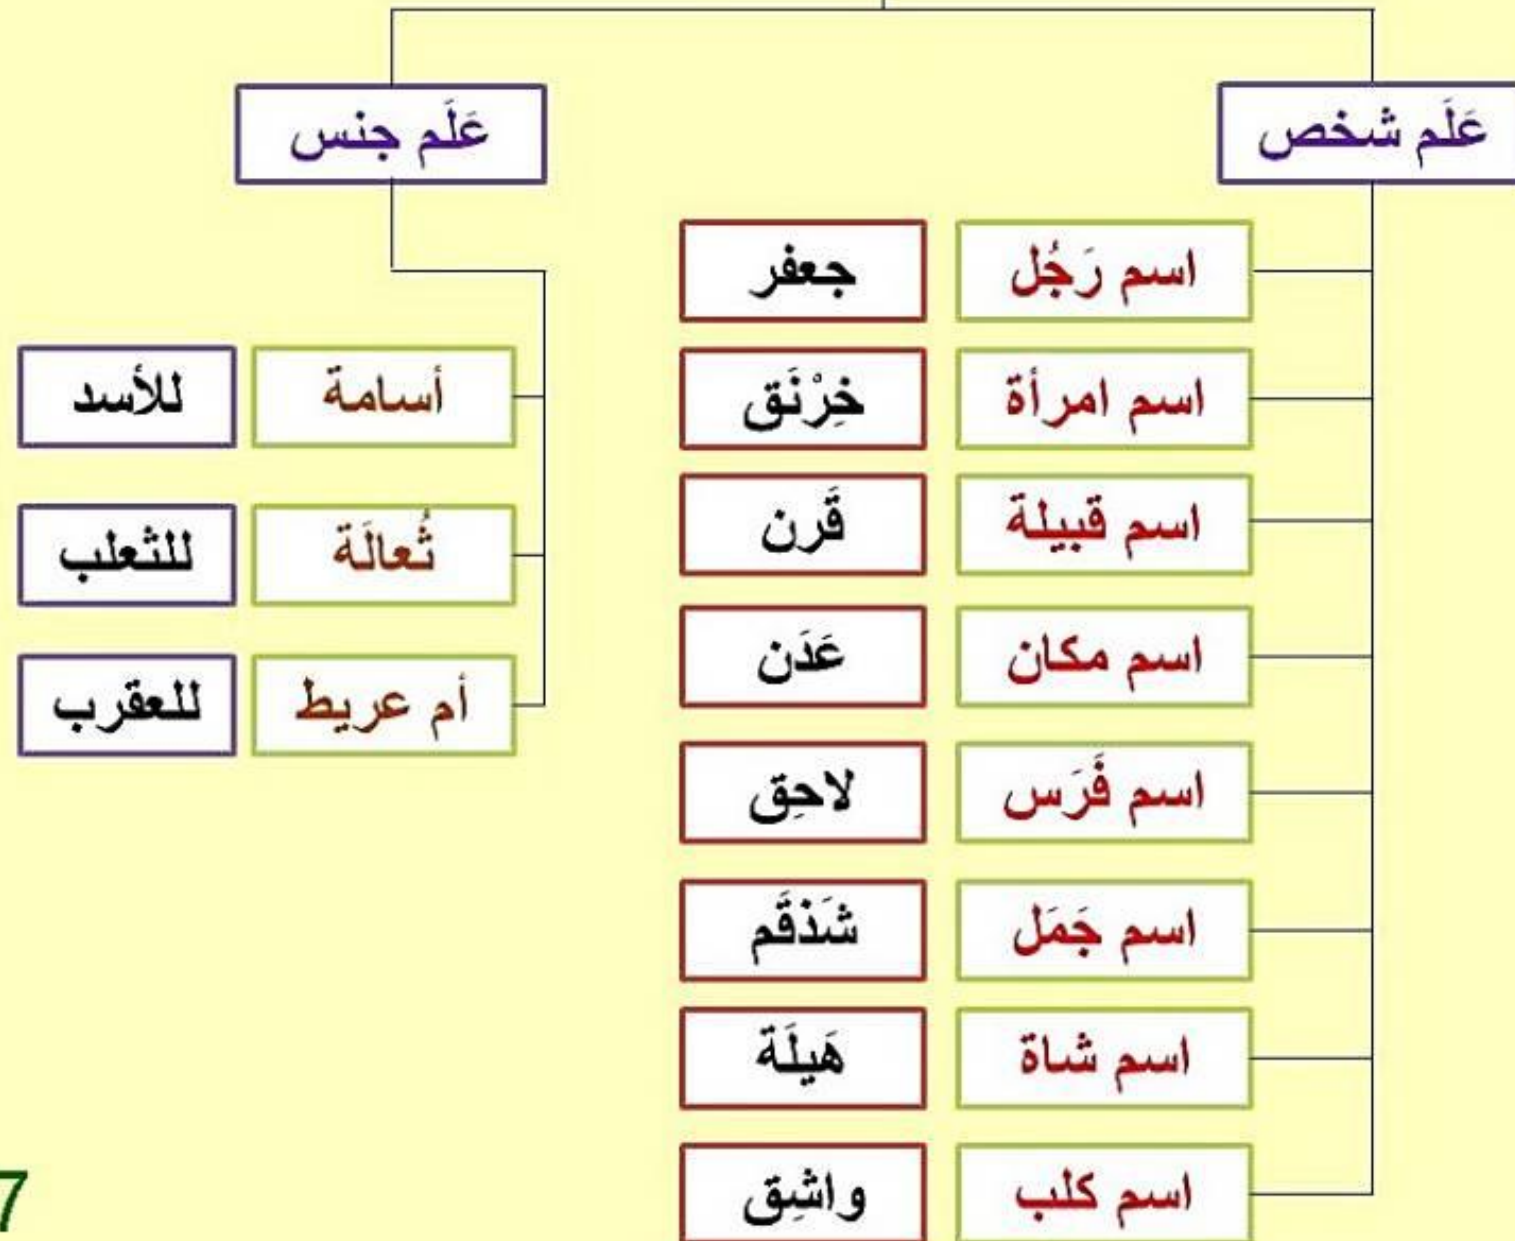 عَلَم شخص
اسم رَجُل جعفر
اسم امرأة خِرْنَق
اسم قبيلة قَرن
اسم مكان عَدَن
اسم فَرَس لاحِق
اسم جَمَل شَذقَم
اسم شاة هَيلَة
اسم كلب واشِق
عَلَم جنس
أسامة للأسد
ثُعالَة للثعلب
أم عريط للعقرب
7